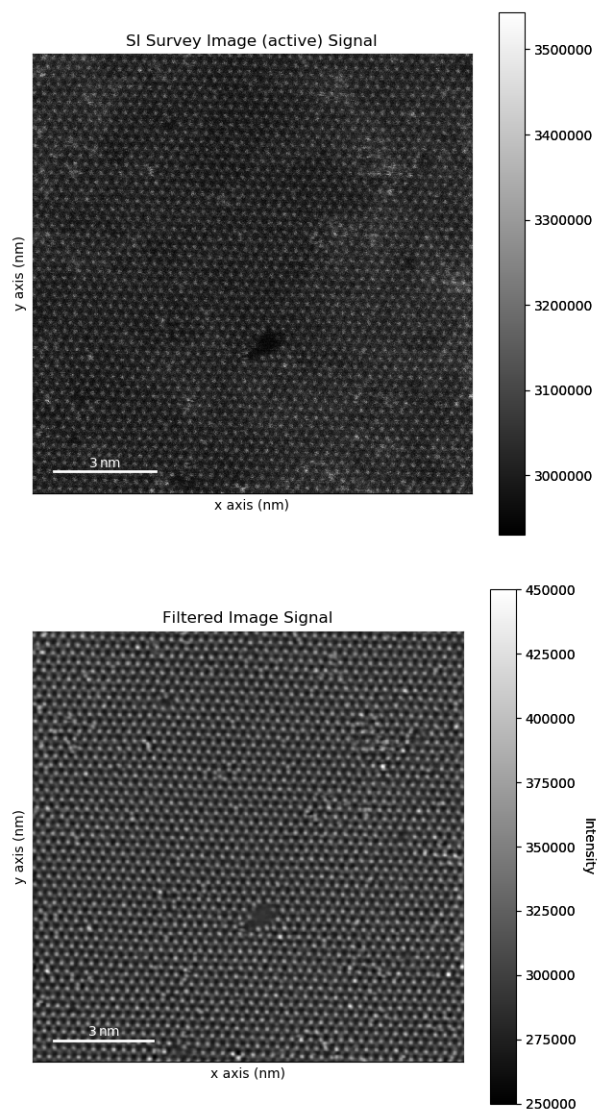 SI Survey Image (active) Signal
y axis (nm)
3 nm
x axis (nm)
3500000
3400000
3300000
3200000
3100000
3000000
Filtered Image Signal
y axis (nm)
3 nm
x axis (nm)
450000
425000
400000
375000
350000
325000
300000
275000
250000
Intensity